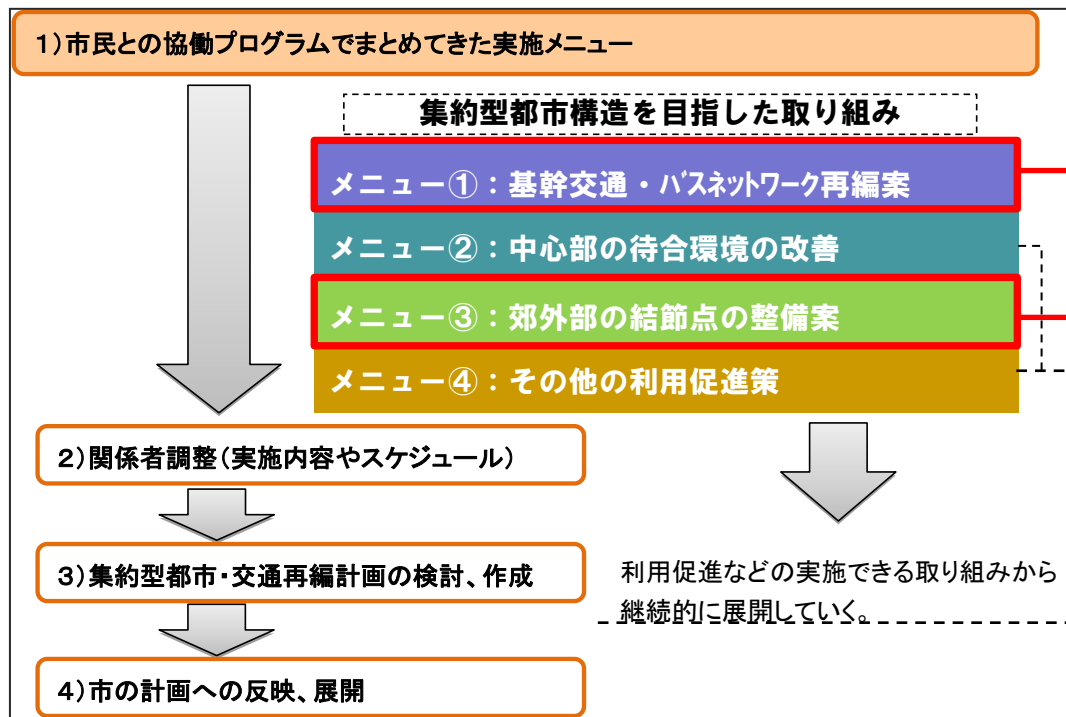 1)市民との協働プログラムでまとめてきた実施メニュー
集約型都市構造を目指した取り組み
メニュー①：基幹交通・ﾊﾞｽﾈｯﾄﾜｰｸ再編案
メニュー②：中心部の待合環境の改善
メニュー③：郊外部の結節点の整備案
メニュー④：その他の利用促進策
2)関係者調整(実施内容やスケジュール)
3)集約型都市・交通再編計画の検討、作成
4)市の計画への反映、展開
利用促進などの実施できる取り組みから
継続的に展開していく。